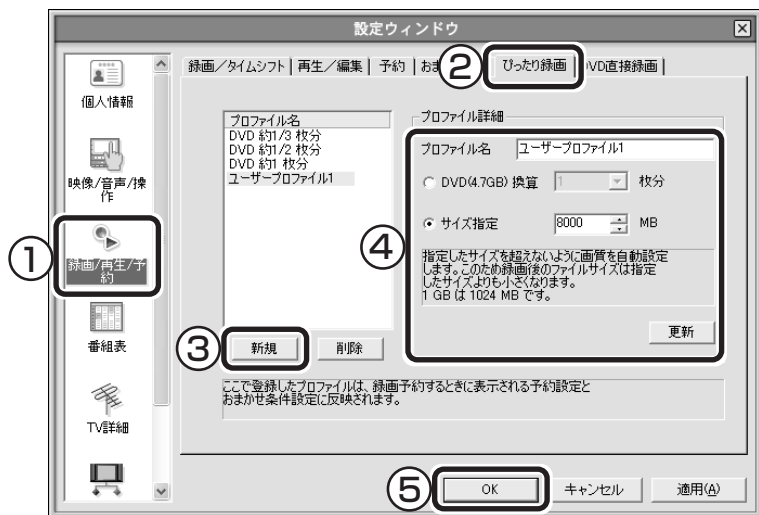 設定ウィンドウ
録画/タイムシフト 再生/編集 予約 おま ② ぴったり録画 VD直接録画
個人情報
映像/音声/操
作
①
録画/再生/予
約
番組表
TV詳細
プロファイル名
DVD 約1/3 枚分
DVD 約1/2 枚分
DVD 約1 枚分
ユーザープロファイル1
③ 新規 削除
プロファイル詳細
④
プロファイル名 ユーザープロファイル1
DVD(4.7GB) 換算 1 枚分
サイズ指定 8000 MB
指定したサイズを超えないように画質を自動設定
します。このため録画後のファイルサイズは指定
したサイズよりも小さくなります。
1 GB は 1024 MB です。
更新
ここで登録したプロファイルは、録画予約するときに表示される予約設定と
おまかせ条件設定に反映されます。
⑤ OK キャンセル 適用(A)